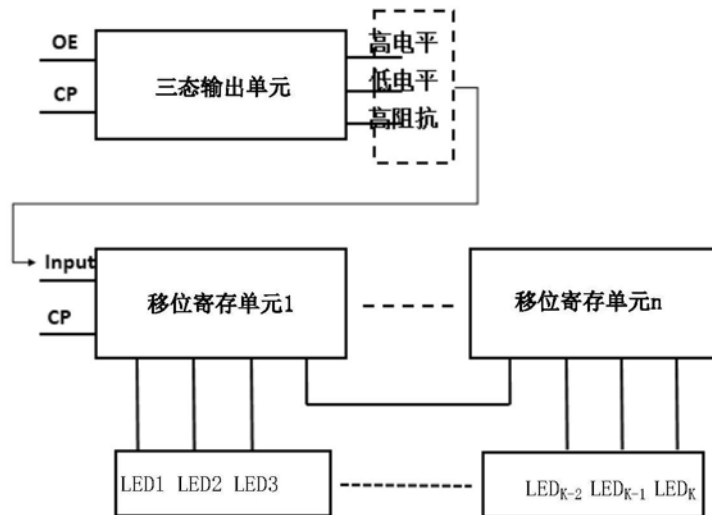 OE
CP
三态输出单元
高电平
低电平
高阻抗
Input
CP
移位寄存单元1
移位寄存单元n
LED1 LED2 LED3
LEDK-2 LEDK-1 LEDK